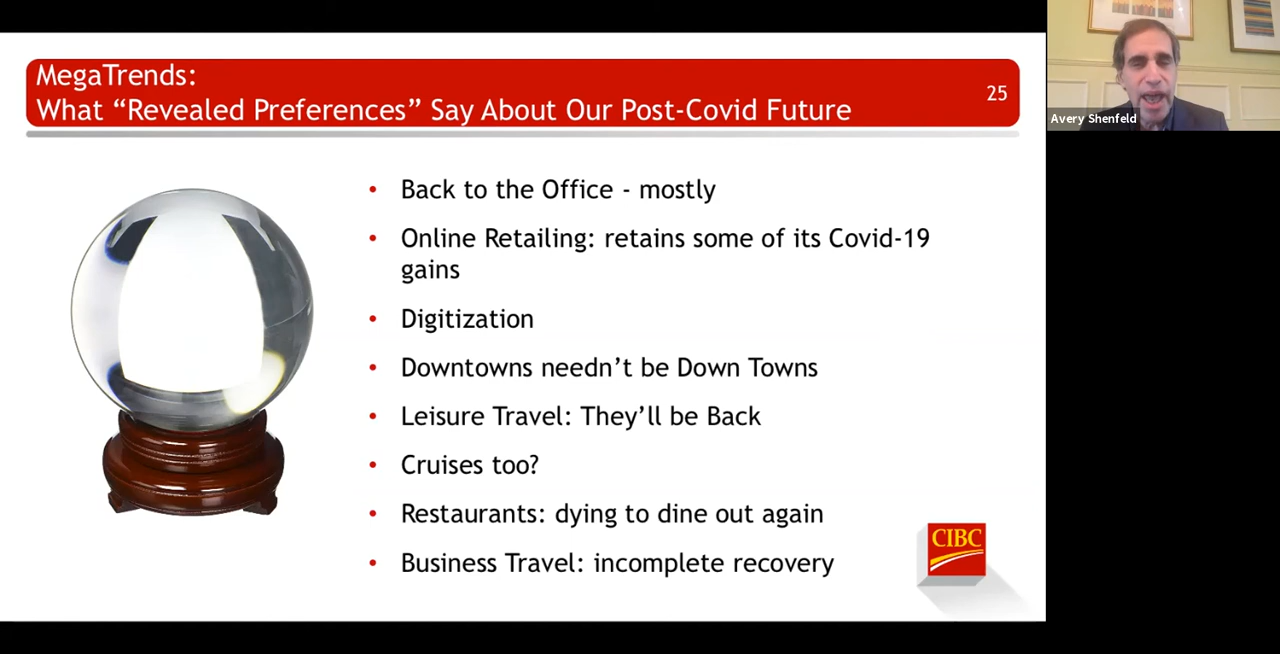 MegaTrends:
What “Revealed Preferences” Say About Our Post-Covid Future
25
Avery Shenfeld
• Back to the Office - mostly
• Online Retailing: retains some of its Covid-19
gains
• Digitization
• Downtowns needn’t be Down Towns
• Leisure Travel: They’ll be Back
• Cruises too?
• Restaurants: dying to dine out again
• Business Travel: incomplete recovery
CIBC